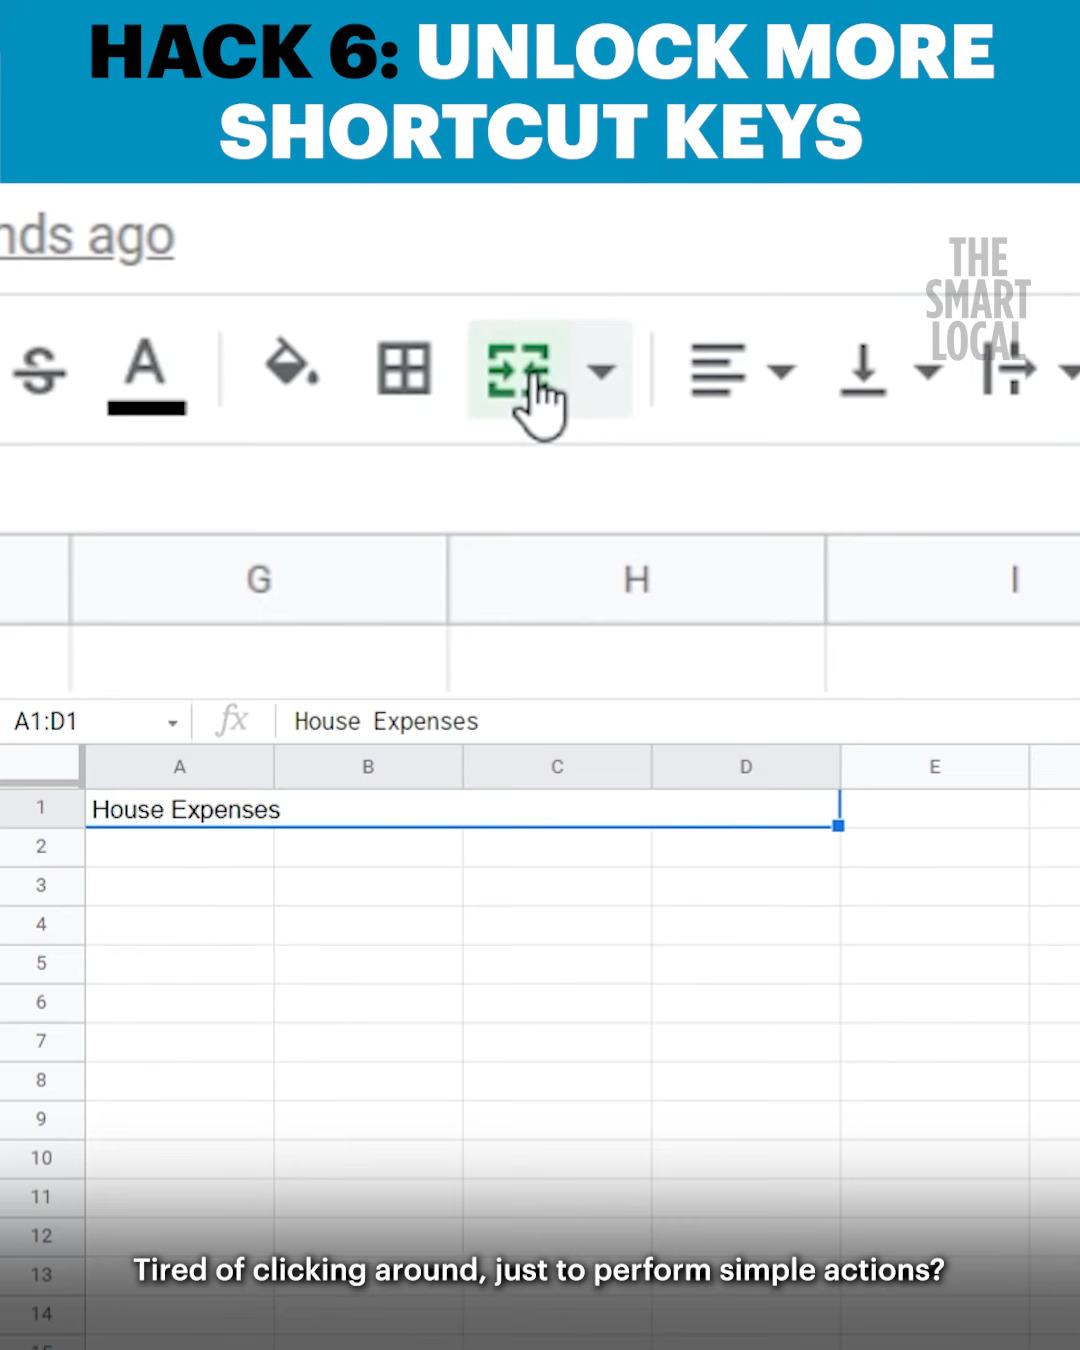 HACK 6: UNLOCK MORE
SHORTCUT KEYS
nds ago
THE
SMART
LOCAL
A
G H I
A1:D1 fx House Expenses
A B C D E
1 House Expenses
2
3
4
5
6
7
8
9
10
11
12
Tired of clicking around, just to perform simple actions?
13
14